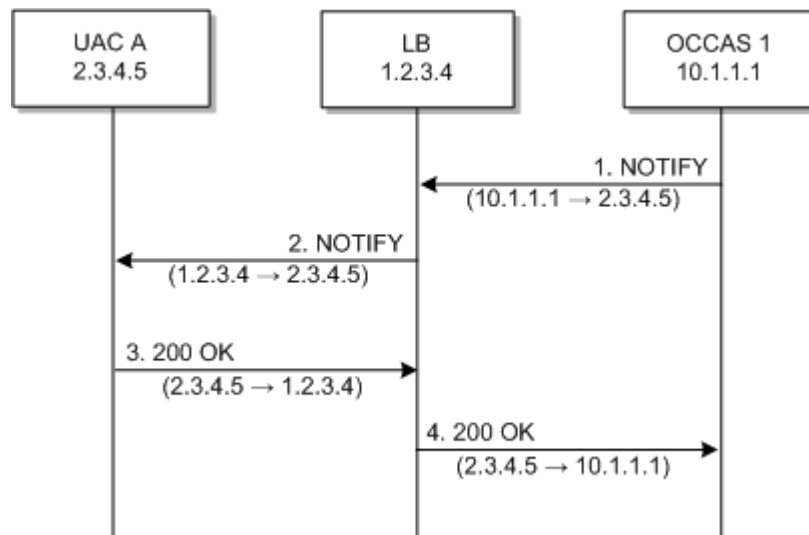 UAC A
2.3.4.5
LB
1.2.3.4
OCCAS 1
10.1.1.1
1. NOTIFY
(10.1.1.1 → 2.3.4.5)
2. NOTIFY
(1.2.3.4 → 2.3.4.5)
3. 200 OK
(2.3.4.5 → 1.2.3.4)
4. 200 OK
(2.3.4.5 → 10.1.1.1)